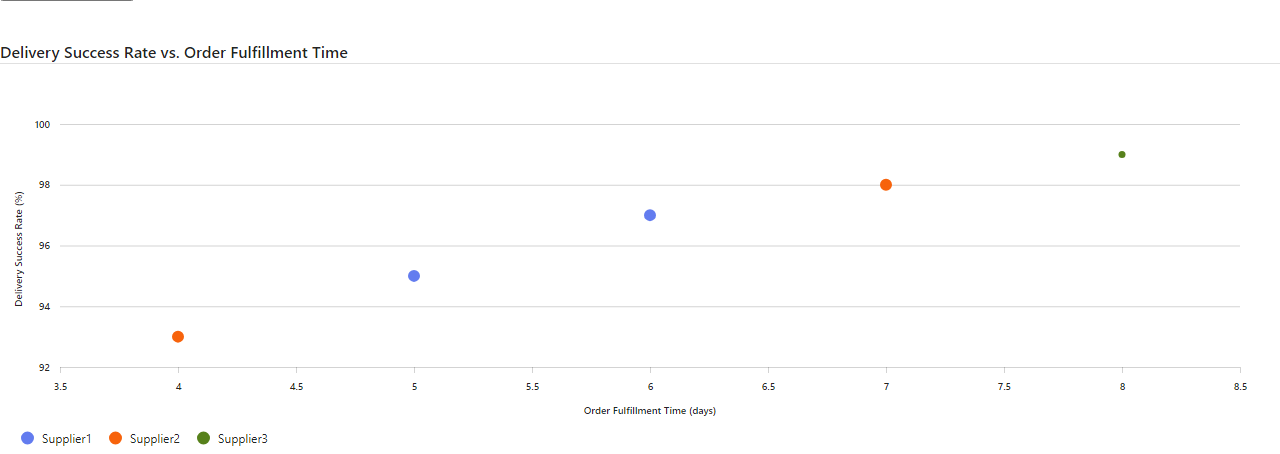 Delivery Success Rate vs. Order Fulfillment Time
100
98
96
94
92
Delivery Success Rate (%)
3.5 4 4.5 5 5.5 6 6.5 7 7.5 8 8.5
Order Fulfillment Time (days)
Supplier1 Supplier2 Supplier3